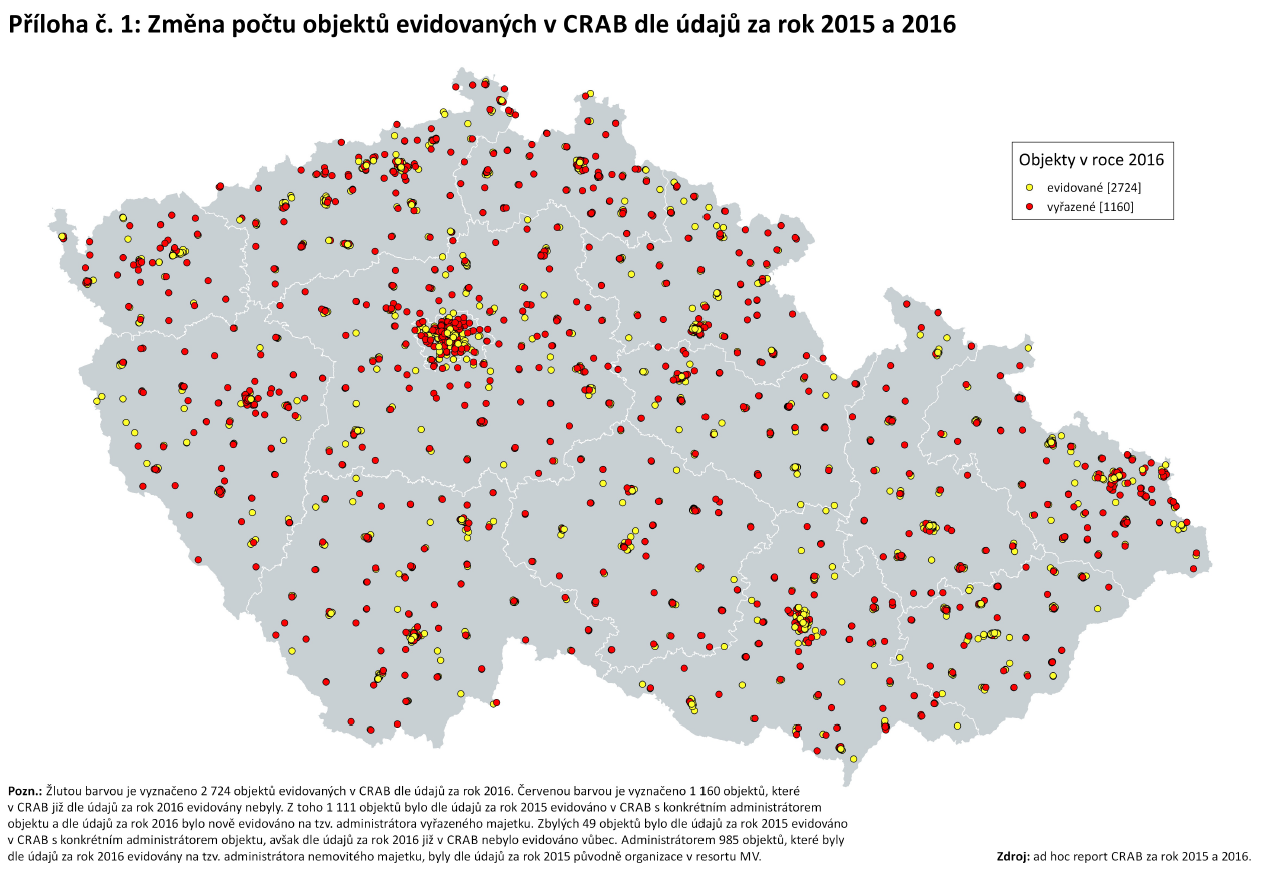 Příloha č. 1: Změna počtu objektů evidovaných v CRAB dle údajů za rok 2015 a 2016
Objekty v roce 2016
evidované [2724]
vyřazené [1160]
Pozn.: Žlutou barvou je vyznačeno 2 724 objektů evidovaných v CRAB dle údajů za rok 2016. Červenou barvou je vyznačeno 1 160 objektů, které
v CRAB již dle údajů za rok 2016 evidovány nebyly. Z toho 1 111 objektů bylo dle údajů za rok 2015 evidováno v CRAB s konkrétním administrátorem
objektu a dle údajů za rok 2016 bylo nově evidováno na tzv. administrátora vyřazeného majetku. Zbylých 49 objektů bylo dle údajů za rok 2015 evidováno
v CRAB s konkrétním administrátorem objektu, avšak dle údajů za rok 2016 již v CRAB nebylo evidováno vůbec. Administrátorem 985 objektů, které byly
dle údajů za rok 2016 evidovány na tzv. administrátora nemovitého majetku, byly dle údajů za rok 2015 původně organizace v resortu MV.
Zdroj: ad hoc report CRAB za rok 2015 a 2016.